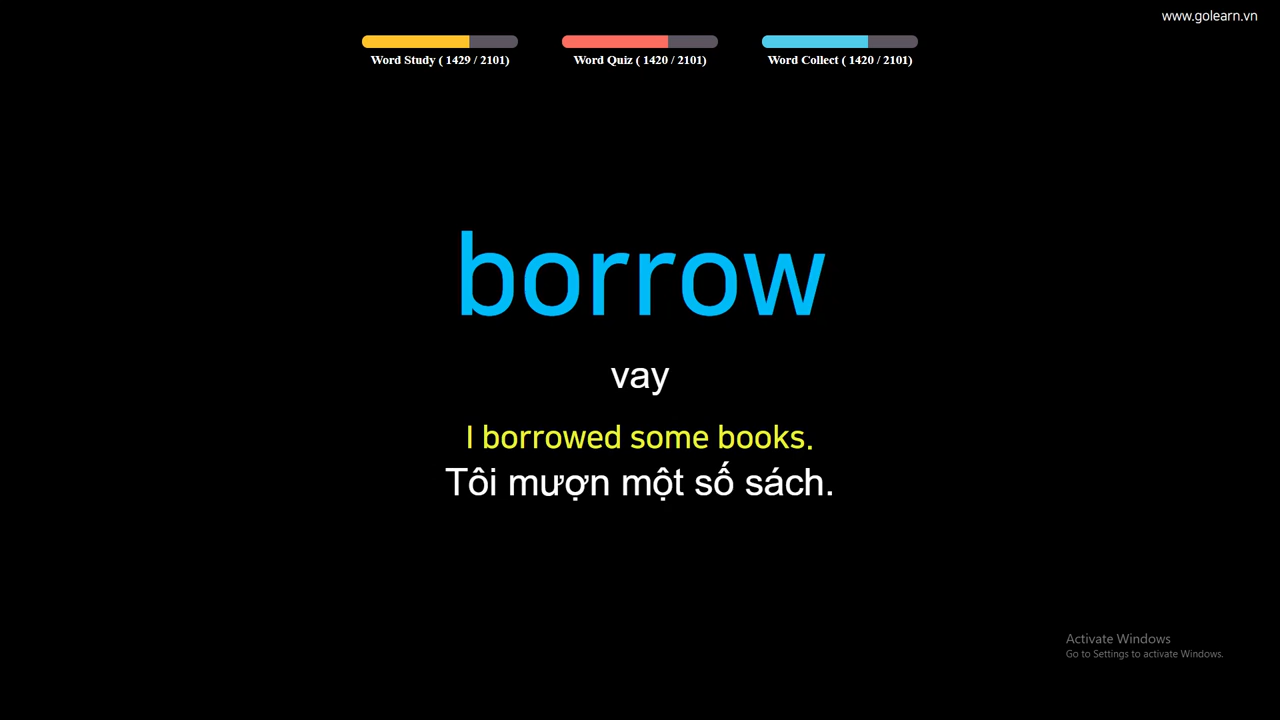 www.golearn.vn
Word Study ( 1429 / 2101)
Word Quiz ( 1420 / 2101)
Word Collect ( 1420 / 2101)
borrow
vay
I borrowed some books.
Tôi mượn một số sách.
Activate Windows
Go to Settings to activate Windows.